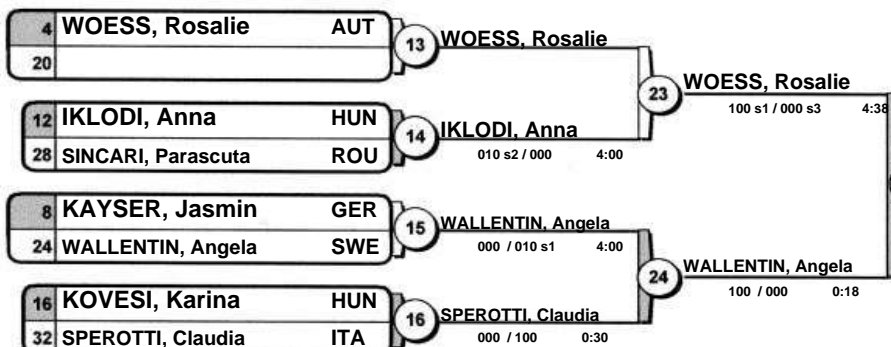 4 WOESS, Rosalie AUT
20
13 WOESS, Rosalie
12 IKLODI, Anna HUN
28 SINCARI, Parascuta ROU
14 IKLODI, Anna
010 s2 / 000 4:00
23 WOESS, Rosalie
100 s1 / 000 s3 4:38
8 KAYSER, Jasmin GER
24 WALLENTIN, Angela SWE
15 WALLENTIN, Angela
000 / 010 s1 4:00
16 KOVESI, Karina HUN
32 SPEROTTI, Claudia ITA
16 SPEROTTI, Claudia
000 / 100 0:30
24 WALLENTIN, Angela
100 / 000 0:18